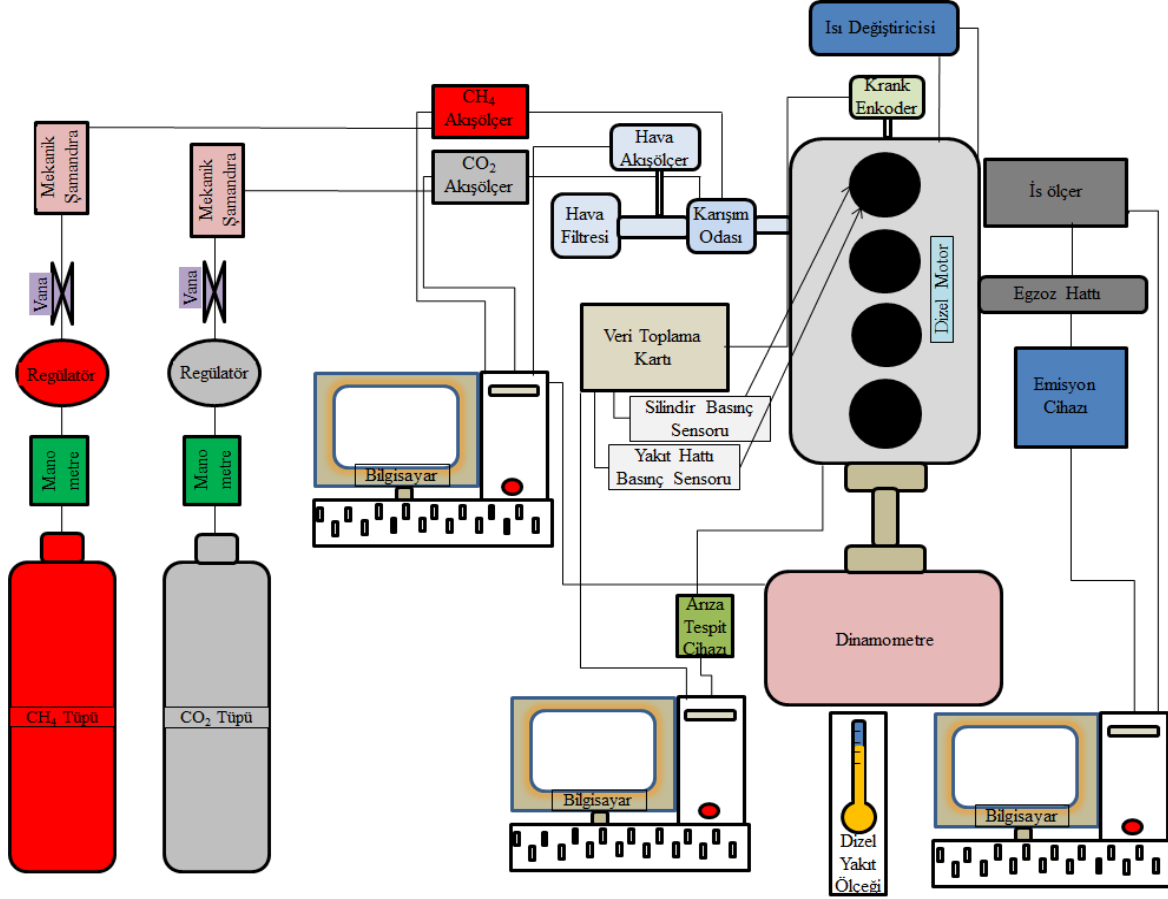 Isı Değiştiricisi
Krank
Enkoder
CH₄
Akışölçer
Hava
Akışölçer
CO₂
Akışölçer
Mekanik
Şamandıra
Mekanik
Şamandıra
İs ölçer
Hava
Filtresi
Karışım
Odası
Dizel Motor
Vana
Vana
Egzoz Hattı
Veri Toplama
Kartı
Regülatör
Regülatör
Emisyon
Cihazı
Silindir Basınç
Sensoru
Yakıt Hattı
Basınç Sensoru
Mano
metre
Mano
metre
Bilgisayar
Arıza
Tespit
Cihazı
Dinamometre
CH₄ Tüpü
CO₂ Tüpü
Bilgisayar
Bilgisayar
Dizel
Yakıt
Ölçeği